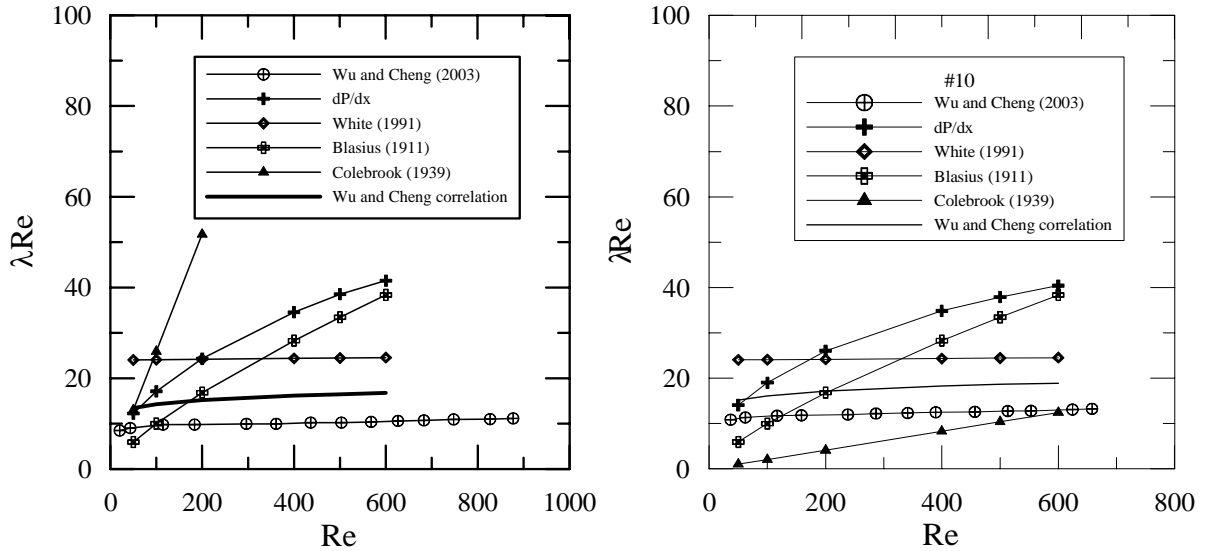 100
80
60
40
20
0
λRe
0
200
400
600
800
1000
Re
Wu and Cheng (2003)
dP/dx
White (1991)
Blasius (1911)
Colebrook (1939)
Wu and Cheng correlation
100
80
60
40
20
0
λRe
0
200
400
600
800
Re
#10
Wu and Cheng (2003)
dP/dx
White (1991)
Blasius (1911)
Colebrook (1939)
Wu and Cheng correlation